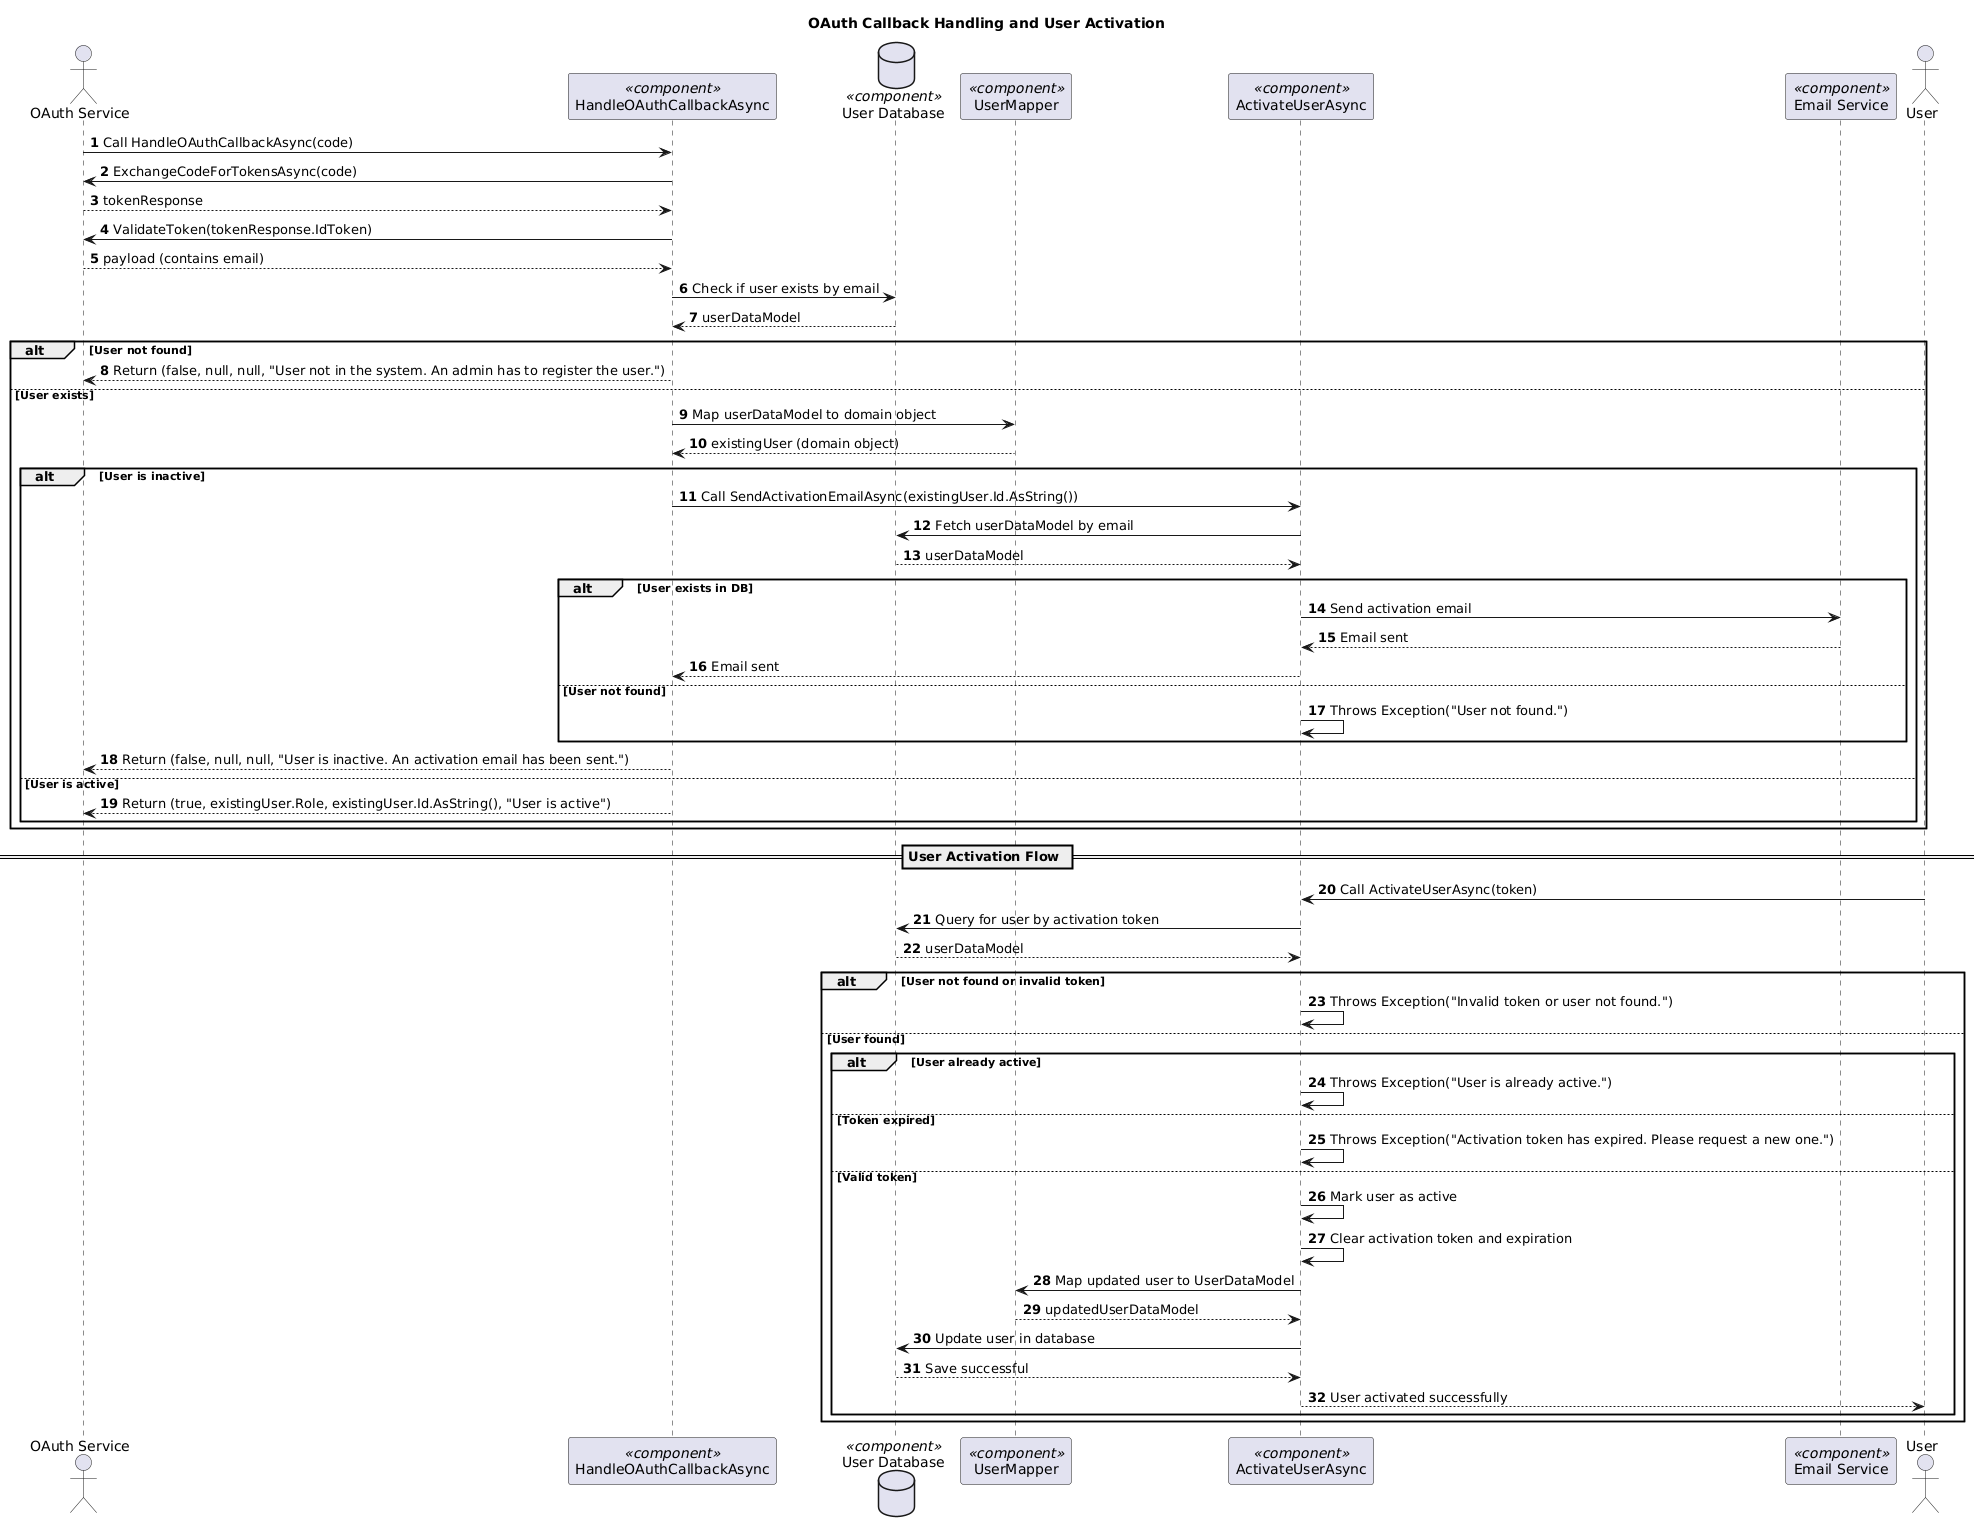 OAuth Callback Handling and User Activation
OAuth Service
«component»
HandleOAuthCallbackAsync
«component»
User Database
«component»
UserMapper
«component»
ActivateUserAsync
«component»
Email Service
User
1 Call HandleOAuthCallbackAsync(code)
2 ExchangeCodeForTokensAsync(code)
3 tokenResponse
4 ValidateToken(tokenResponse.IdToken)
5 payload (contains email)
6 Check if user exists by email
7 userDataModel
alt [User not found]
8 Return (false, null, null, "User not in the system. An admin has to register the user.")
[User exists]
9 Map userDataModel to domain object
10 existingUser (domain object)
alt [User is inactive]
11 Call SendActivationEmailAsync(existingUser.Id.AsString())
12 Fetch userDataModel by email
13 userDataModel
alt [User exists in DB]
14 Send activation email
15 Email sent
16 Email sent
[User not found]
17 Throws Exception("User not found.")
18 Return (false, null, null, "User is inactive. An activation email has been sent.")
[User is active]
19 Return (true, existingUser.Role, existingUser.Id.AsString(), "User is active")
User Activation Flow
20 Call ActivateUserAsync(token)
21 Query for user by activation token
22 userDataModel
alt [User not found or invalid token]
23 Throws Exception("Invalid token or user not found.")
[User found]
alt [User already active]
24 Throws Exception("User is already active.")
[Token expired]
25 Throws Exception("Activation token has expired. Please request a new one.")
[Valid token]
26 Mark user as active
27 Clear activation token and expiration
28 Map updated user to UserDataModel
29 updatedUserDataModel
30 Update user in database
31 Save successful
32 User activated successfully
OAuth Service
«component»
HandleOAuthCallbackAsync
«component»
User Database
«component»
UserMapper
«component»
ActivateUserAsync
«component»
Email Service
User